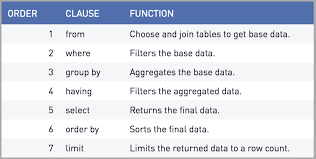 ORDER CLAUSE FUNCTION
1 from Choose and join tables to get base data.
2 where Filters the base data.
3 group by Aggregates the base data.
4 having Filters the aggregated data.
5 select Returns the final data.
6 order by Sorts the final data.
7 limit Limits the returned data to a row count.